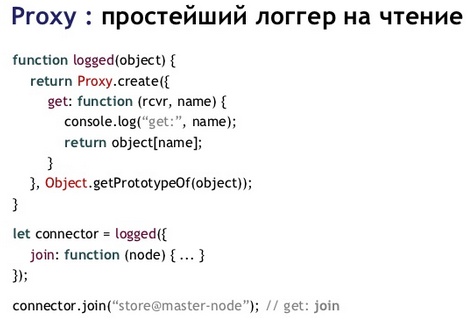 Proxy : простейший логгер на чтение
function logged(object) {
return Proxy.create({
get: function (rcvr, name) {
console.log(“get:”, name);
return object[name];
}
}, Object.getPrototypeOf(object));
}
let connector = logged({
join: function (node) { ... }
});
connector.join(“store@master-node”); // get: join